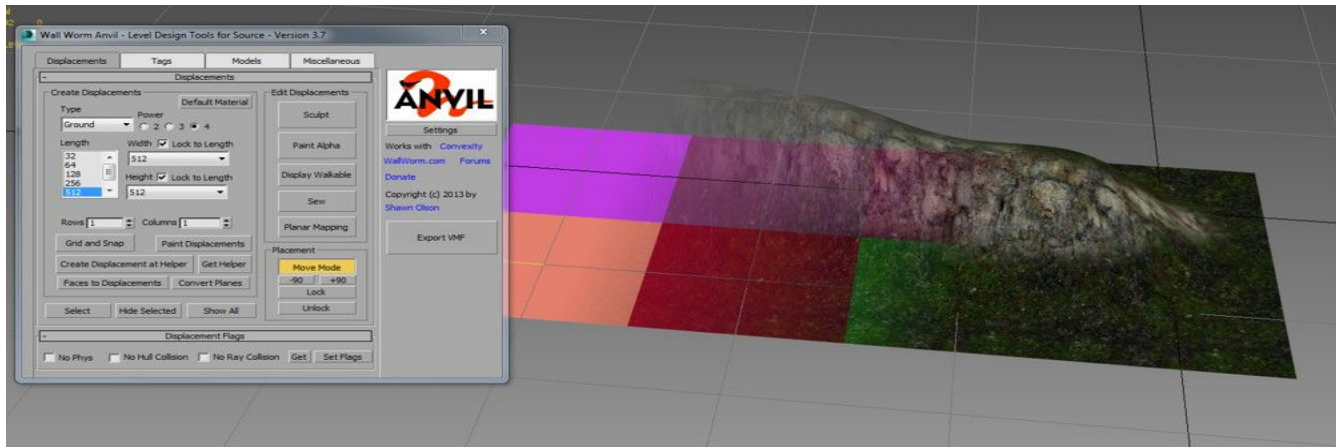 Wall Worm Anvil - Level Design Tools for Source - Version 3.7
x
Displacements Tags Models Miscellaneous
- Displacements
Create Displacements
Default Material
Type
Power
Ground 2 3 4
Length Width Lock to Length
32
64
128
256
512
512
Height Lock to Length
512
Rows 1 Columns 1
Grid and Snap Paint Displacements
Create Displacement at Helper Get Helper
Faces to Displacements Convert Planes
Select Hide Selected Show All
Edit Displacements
Sculpt
Paint Alpha
Display Walkable
Sew
Planar Mapping
Placement
Move Mode
-90 +90
Lock
Unlock
- Displacement Flags
No Phys No Hull Collision No Ray Collision Get Set Flags
ANVIL
Settings
Works with Convexity
WallWorm.com Forums
Donate
Copyright (c) 2013 by
Shawn Olson
Export VMF